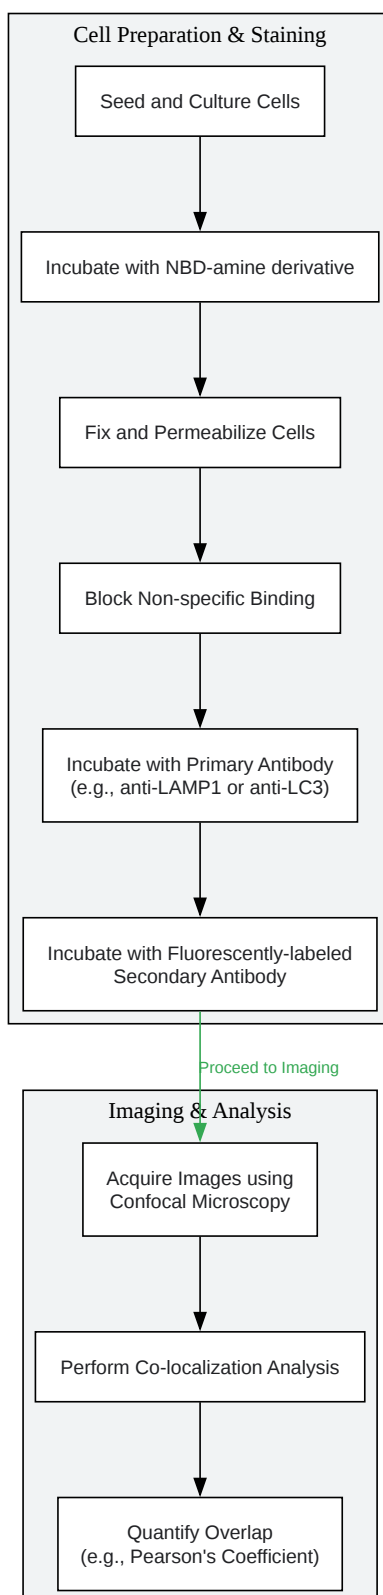 Cell Preparation & Staining
Seed and Culture Cells
Incubate with NBD-amine derivative
Fix and Permeabilize Cells
Block Non-specific Binding
Incubate with Primary Antibody
(e.g., anti-LAMP1 or anti-LC3)
Incubate with Fluorescently-labeled
Secondary Antibody
Proceed to Imaging
Imaging & Analysis
Acquire Images using
Confocal Microscopy
Perform Co-localization Analysis
Quantify Overlap
(e.g., Pearson's Coefficient)